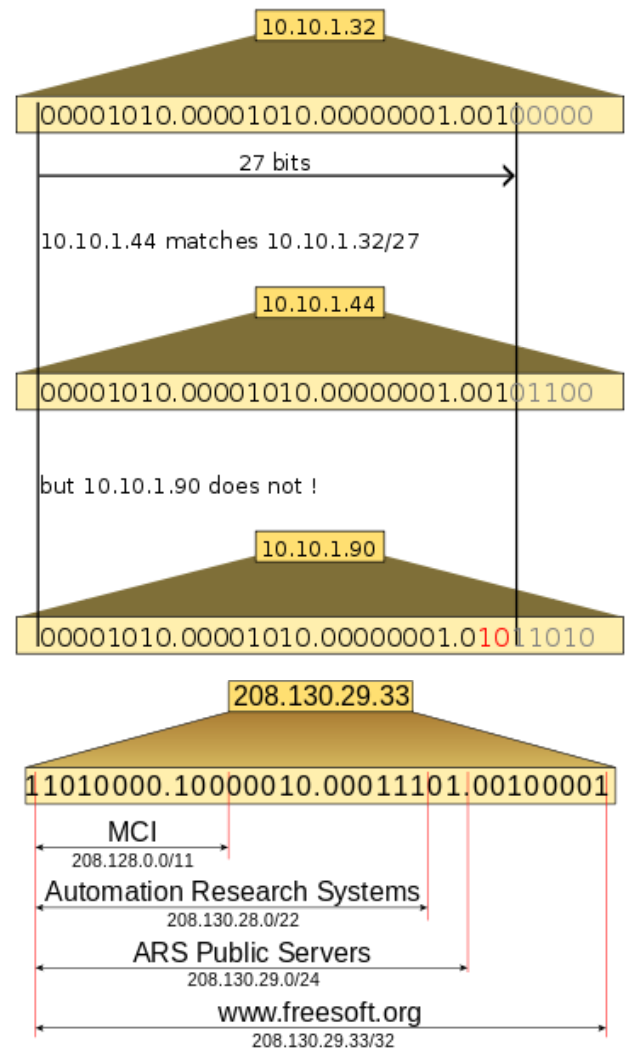 10.10.1.32
00001010.00001010.00000001.00100000
27 bits
10.10.1.44 matches 10.10.1.32/27
10.10.1.44
00001010.00001010.00000001.00101100
but 10.10.1.90 does not !
10.10.1.90
00001010.00001010.00000001.01011010
208.130.29.33
11010000.10000010.00011101.00100001
MCI
208.128.0.0/11
Automation Research Systems
208.130.28.0/22
ARS Public Servers
208.130.29.0/24
www.freesoft.org
208.130.29.33/32